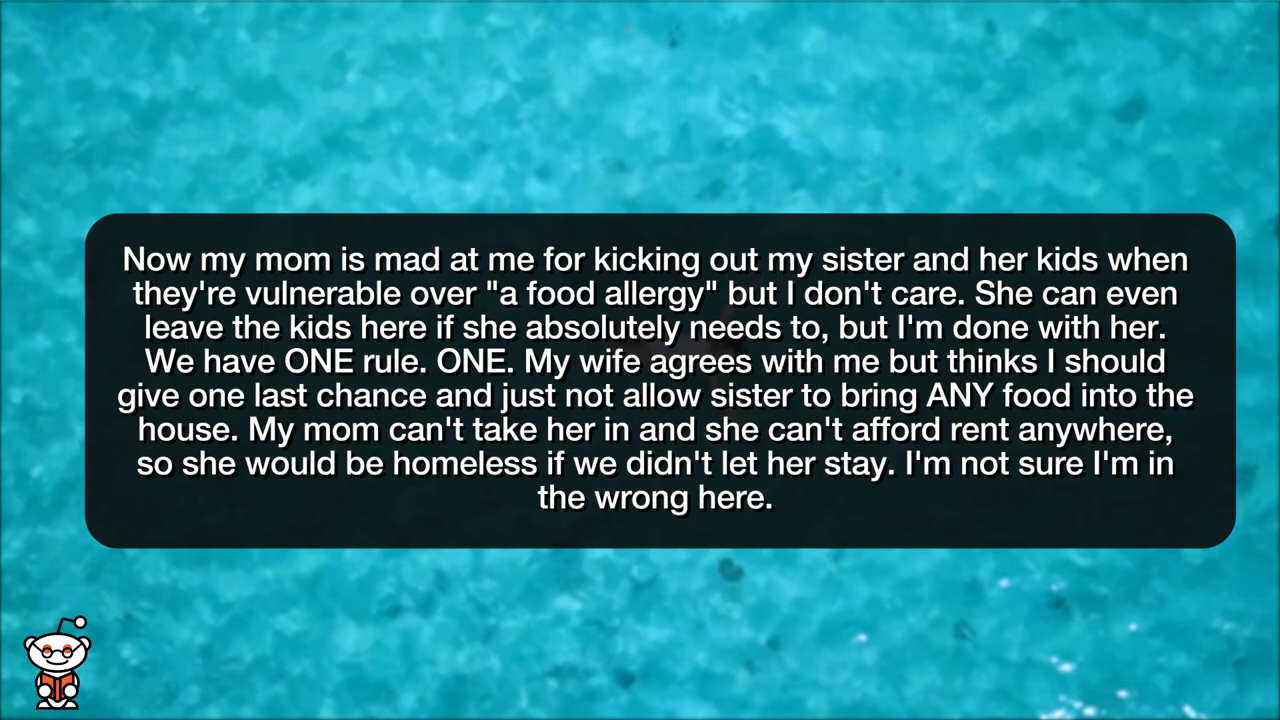 Now my mom is mad at me for kicking out my sister and her kids when
they're vulnerable over "a food allergy" but I don't care. She can even
leave the kids here if she absolutely needs to, but I'm done with her.
We have ONE rule. ONE. My wife agrees with me but thinks I should
give one last chance and just not allow sister to bring ANY food into the
house. My mom can't take her in and she can't afford rent anywhere,
so she would be homeless if we didn't let her stay. I'm not sure I'm in
the wrong here.